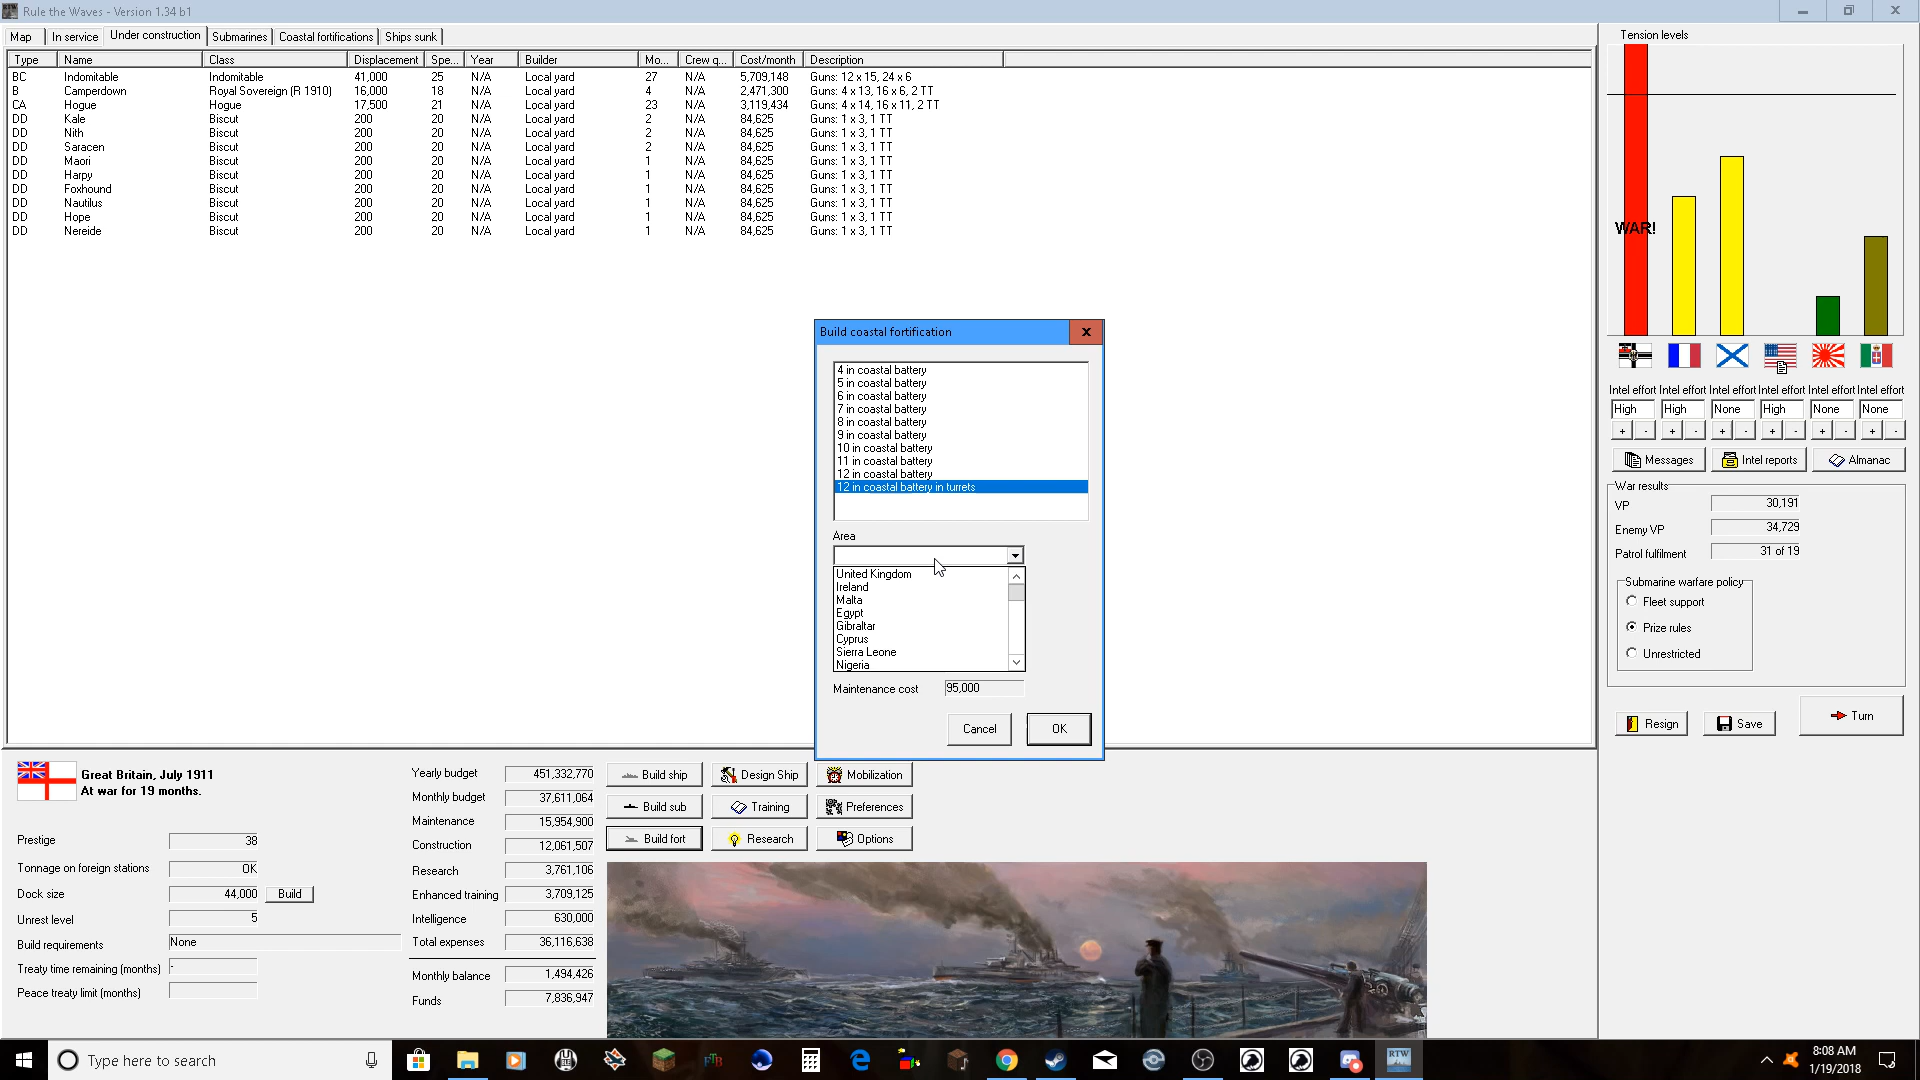 Rule the Waves - Version 1.34 b1
Map In service Under construction Submarines Coastal fortifications Ships sunk
Type Name Class Displacement Spe... Year Builder Mo... Crew q... Cost/month Description
BC Indomitable Indomitable 41,000 25 N/A Local yard 27 N/A 5,709,148 Guns: 12 x 15, 24 x 6
B Camperdown Royal Sovereign (R 1910) 16,000 18 N/A Local yard 4 N/A 2,471,300 Guns: 4 x 13, 16 x 6, 2 TT
CA Hogue Hogue 17,500 21 N/A Local yard 23 N/A 3,119,434 Guns: 4 x 14, 16 x 11, 2 TT
DD Kale Biscut 200 20 N/A Local yard 2 N/A 84,625 Guns: 1 x 3, 1 TT
DD Nith Biscut 200 20 N/A Local yard 2 N/A 84,625 Guns: 1 x 3, 1 TT
DD Saracen Biscut 200 20 N/A Local yard 2 N/A 84,625 Guns: 1 x 3, 1 TT
DD Maori Biscut 200 20 N/A Local yard 1 N/A 84,625 Guns: 1 x 3, 1 TT
DD Harpy Biscut 200 20 N/A Local yard 1 N/A 84,625 Guns: 1 x 3, 1 TT
DD Foxhound Biscut 200 20 N/A Local yard 1 N/A 84,625 Guns: 1 x 3, 1 TT
DD Nautilus Biscut 200 20 N/A Local yard 1 N/A 84,625 Guns: 1 x 3, 1 TT
DD Hope Biscut 200 20 N/A Local yard 1 N/A 84,625 Guns: 1 x 3, 1 TT
DD Nereide Biscut 200 20 N/A Local yard 1 N/A 84,625 Guns: 1 x 3, 1 TT
Build coastal fortification
4 in coastal battery
5 in coastal battery
6 in coastal battery
7 in coastal battery
8 in coastal battery
9 in coastal battery
10 in coastal battery
11 in coastal battery
12 in coastal battery
12 in coastal battery in turrets
Area
United Kingdom
Ireland
Malta
Egypt
Gibraltar
Cyprus
Sierra Leone
Nigeria
Maintenance cost 95,000
Cancel OK
Tension levels
WAR!
Intel effort Intel effort Intel effort Intel effort Intel effort Intel effort
High High None High None None
+ - + - + - + - + - + -
Messages Intel reports Almanac
War results
VP 30,191
Enemy VP 34,729
Patrol fulfilment 31 of 19
Submarine warfare policy
Fleet support
Prize rules
Unrestricted
Resign Save Turn
Great Britain, July 1911
At war for 19 months.
Prestige 38
Tonnage on foreign stations OK
Dock size 44,000 Build
Unrest level 5
Build requirements None
Treaty time remaining (months) -
Peace treaty limit (months)
Yearly budget 451,332,770
Monthly budget 37,611,064
Maintenance 15,954,900
Construction 12,061,507
Research 3,761,106
Enhanced training 3,709,125
Intelligence 630,000
Total expenses 36,116,638
Monthly balance 1,494,426
Funds 7,836,947
Build ship Design Ship Mobilization
Build sub Training Preferences
Build fort Research Options
Type here to search
FTB
RTW
8:08 AM
1/19/2018